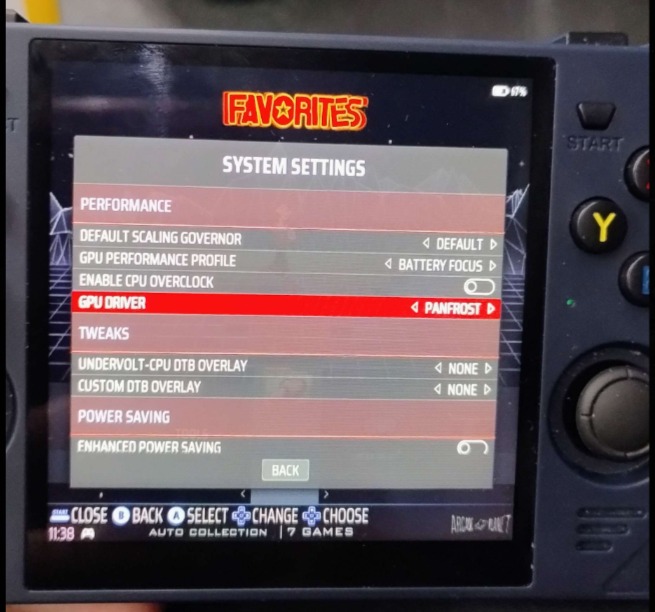 FAVORITES
67%
SYSTEM SETTINGS
START
PERFORMANCE
Y
DEFAULT SCALING GOVERNOR DEFAULT
GPU PERFORMANCE PROFILE BATTERY FOCUS
ENABLE CPU OVERCLOCK
GPU DRIVER PANFROST
TWEAKS
UNDERVOLT-CPU DTB OVERLAY NONE
CUSTOM DTB OVERLAY NONE
POWER SAVING
ENHANCED POWER SAVING
BACK
START CLOSE B BACK A SELECT CHANGE CHOOSE
11:38 AUTO COLLECTION | 7 GAMES